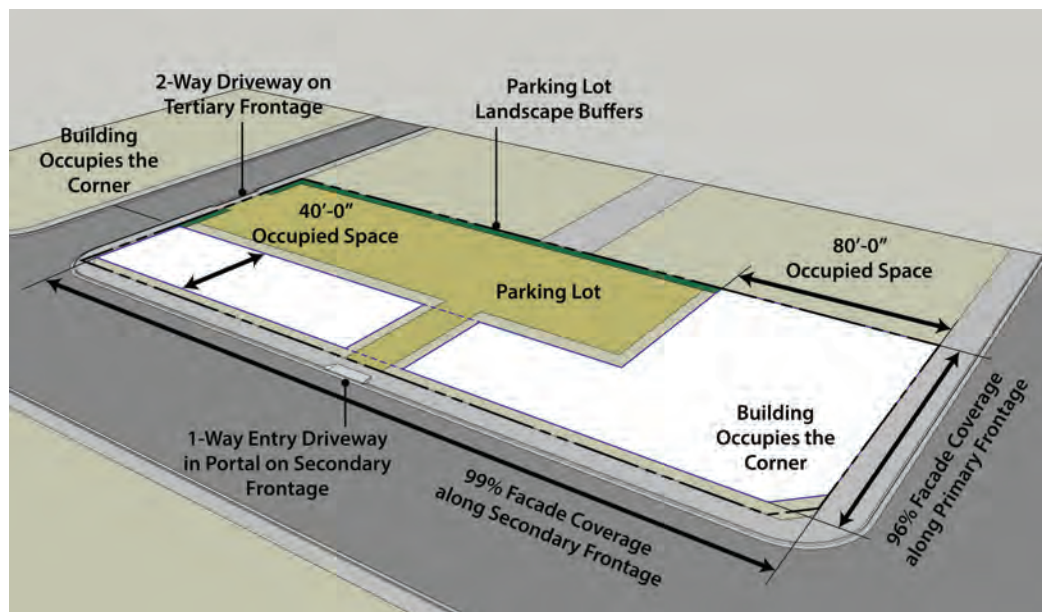 2-Way Driveway on
Tertiary Frontage
Parking Lot
Landscape Buffers
Building
Occupies the
Corner
40’-0”
Occupied Space
80’-0”
Occupied Space
Parking Lot
Building
Occupies the
Corner
1-Way Entry Driveway
in Portal on Secondary
Frontage
99% Facade Coverage
along Secondary Frontage
96% Facade Coverage
along Primary Frontage